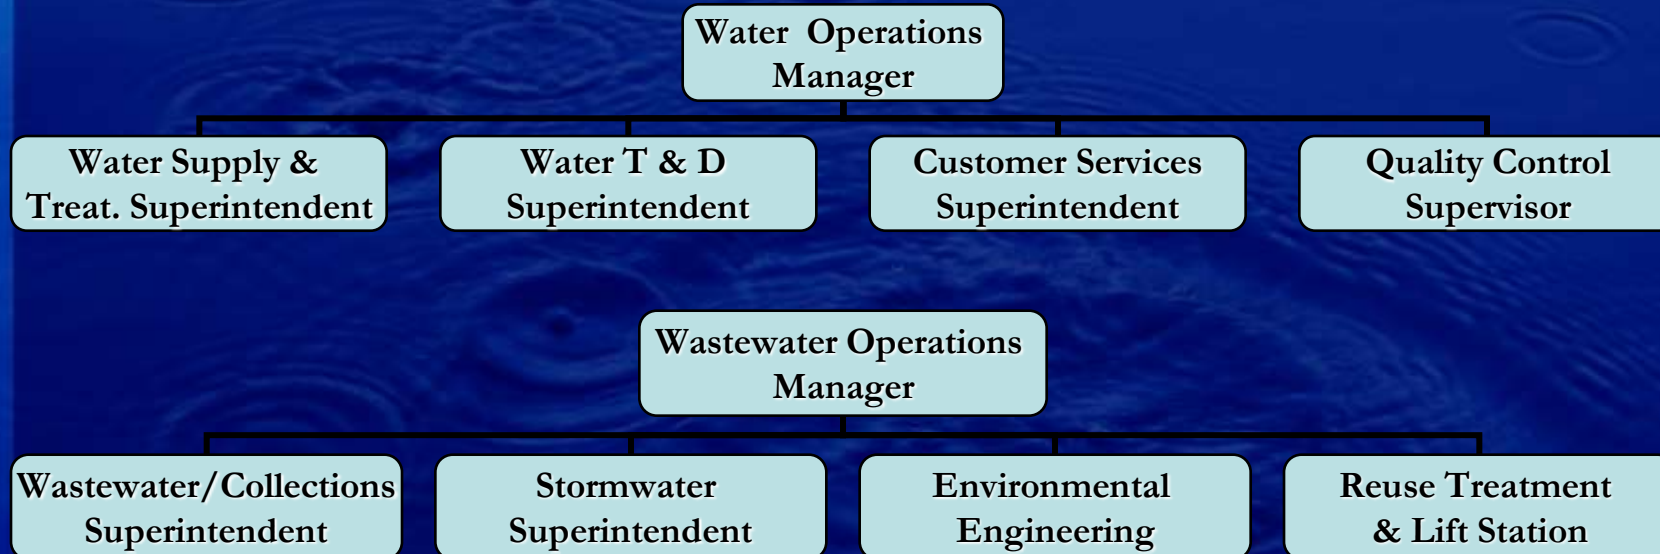 Water Operations
Manager
Water Supply &
Treat. Superintendent
Water T & D
Superintendent
Customer Services
Superintendent
Quality Control
Supervisor
Wastewater Operations
Manager
Wastewater/Collections
Superintendent
Stormwater
Superintendent
Environmental
Engineering
Reuse Treatment
& Lift Station